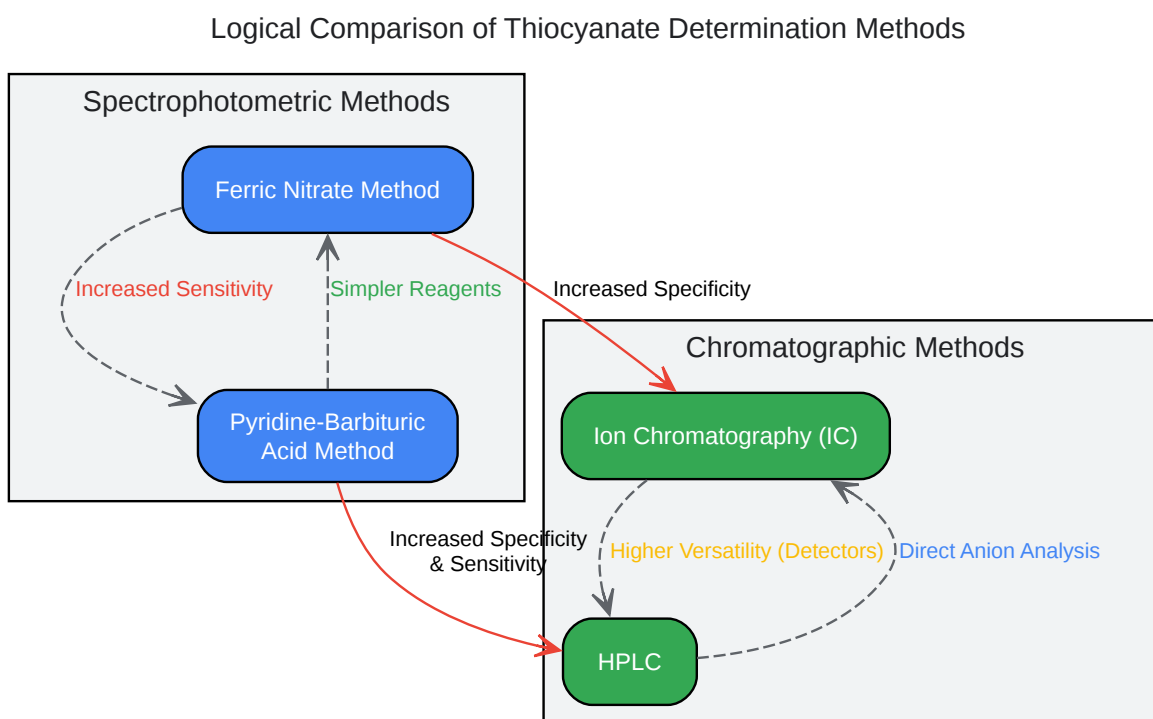 Logical Comparison of Thiocyanate Determination Methods
Spectrophotometric Methods
Ferric Nitrate Method
Increased Sensitivity
Simpler Reagents
Increased Specificity
Pyridine-Barbituric
Acid Method
Chromatographic Methods
Ion Chromatography (IC)
Increased Specificity
& Sensitivity
Higher Versatility (Detectors)
Direct Anion Analysis
HPLC